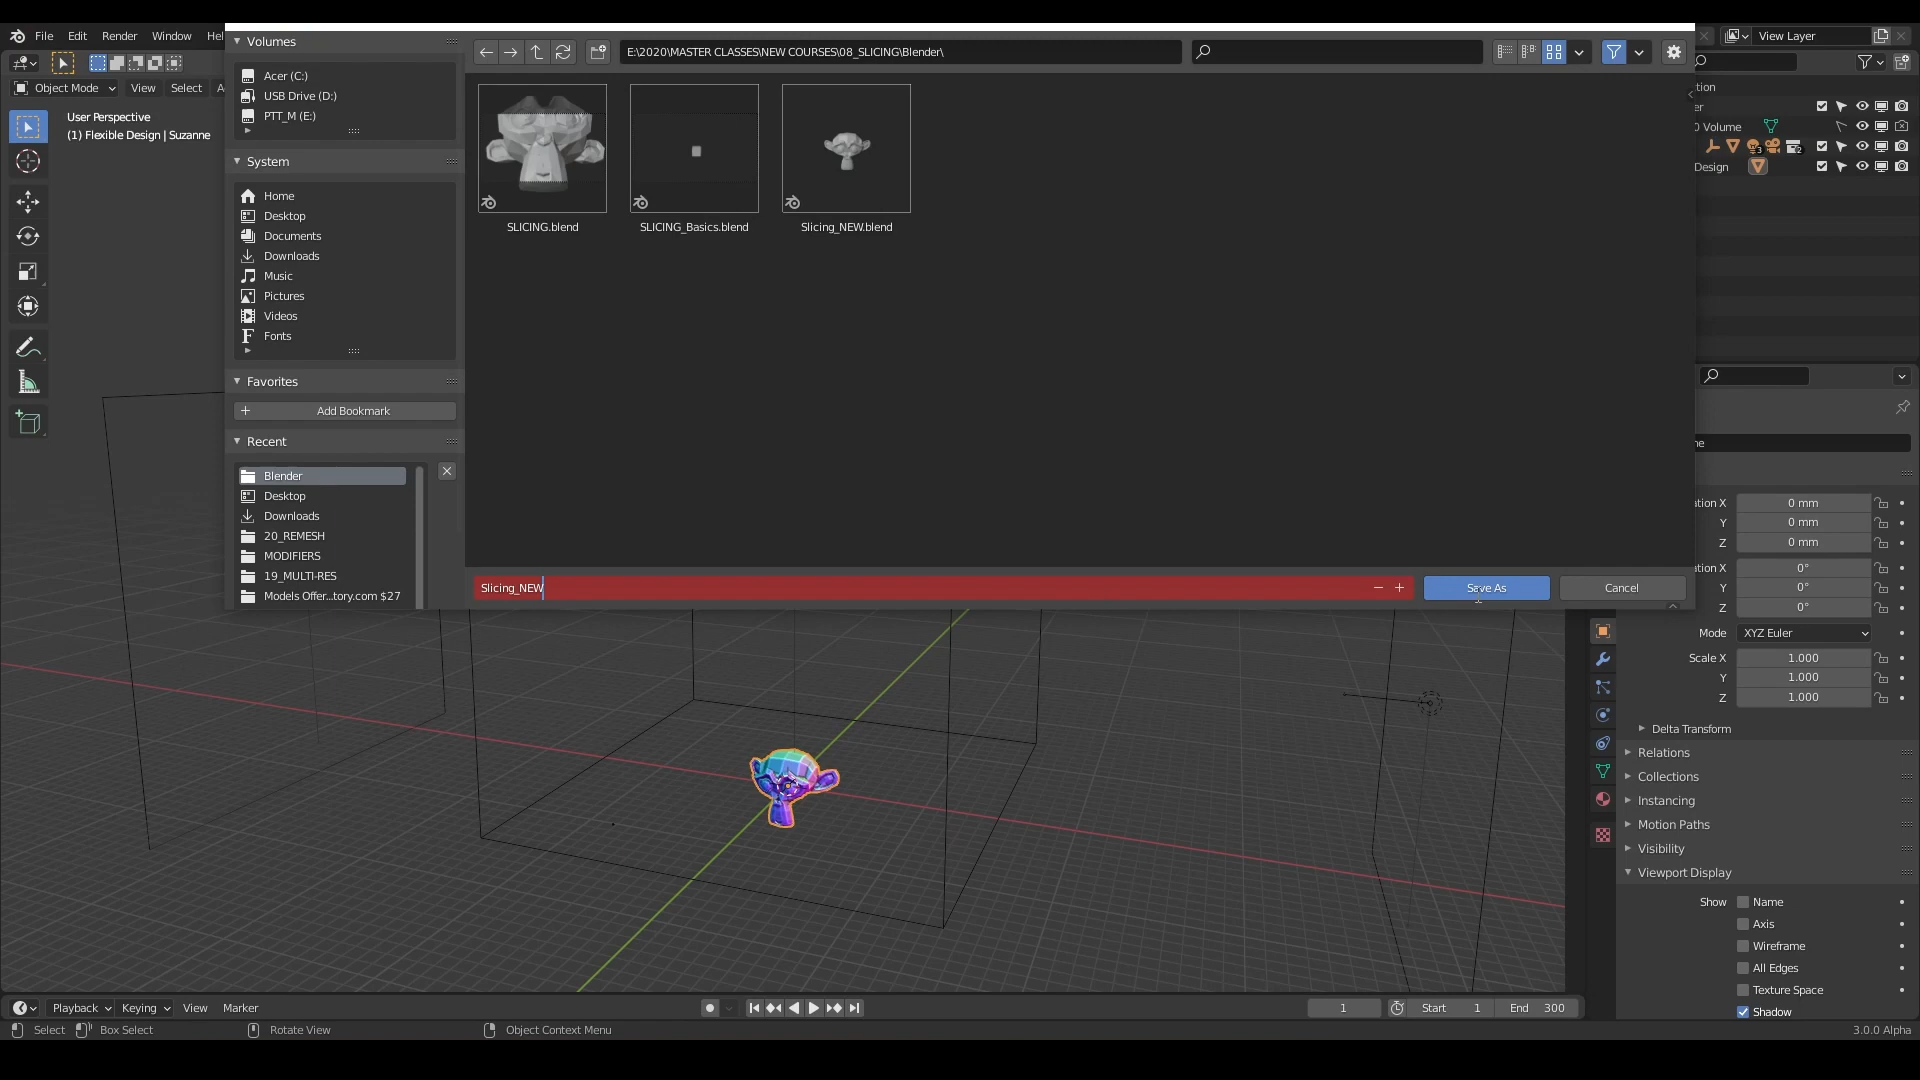 File Edit Render Window Hel
View Layer
Object Mode View Select A
User Perspective
(1) Flexible Design | Suzanne
Volumes
Acer (C:)
USB Drive (D:)
PTT_M (E:)
System
Home
Desktop
Documents
Downloads
Music
Pictures
Videos
Fonts
Favorites
Add Bookmark
Recent
Blender
Desktop
Downloads
20_REMESH
MODIFIERS
19_MULTI-RES
Models Offer...tory.com $27
E:\2020\MASTER CLASSES\NEW COURSES\08_SLICING\Blender\
SLICING.blend
SLICING_Basics.blend
Slicing_NEW.blend
Slicing_NEW
Save As
Cancel
ction
er
D Volume
3
2
Design
ne
ation X 0 mm
Y 0 mm
Z 0 mm
ation X 0°
Y 0°
Z 0°
Mode XYZ Euler
Scale X 1.000
Y 1.000
Z 1.000
Delta Transform
Relations
Collections
Instancing
Motion Paths
Visibility
Viewport Display
Show Name
Axis
Wireframe
All Edges
Texture Space
Shadow
Playback Keying View Marker
1 Start 1 End 300
Select Box Select Rotate View Object Context Menu
3.0.0 Alpha